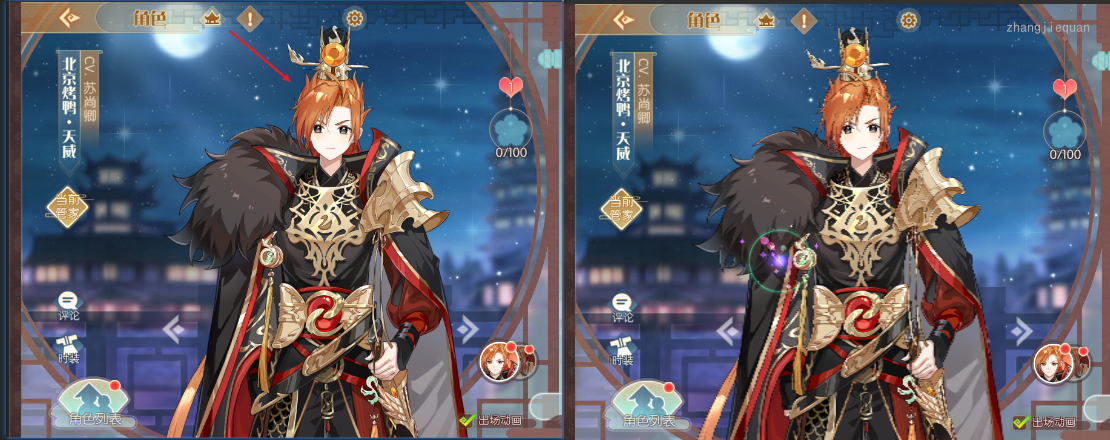 角色
!
CV.苏尚卿
北京烤鸭·天威
1
0/100
当前
管家
评论
时装
角色列表
出场动画
角色
!
zhangjiequan
CV.苏尚卿
北京烤鸭·天威
1
0/100
当前
管家
评论
时装
角色列表
出场动画